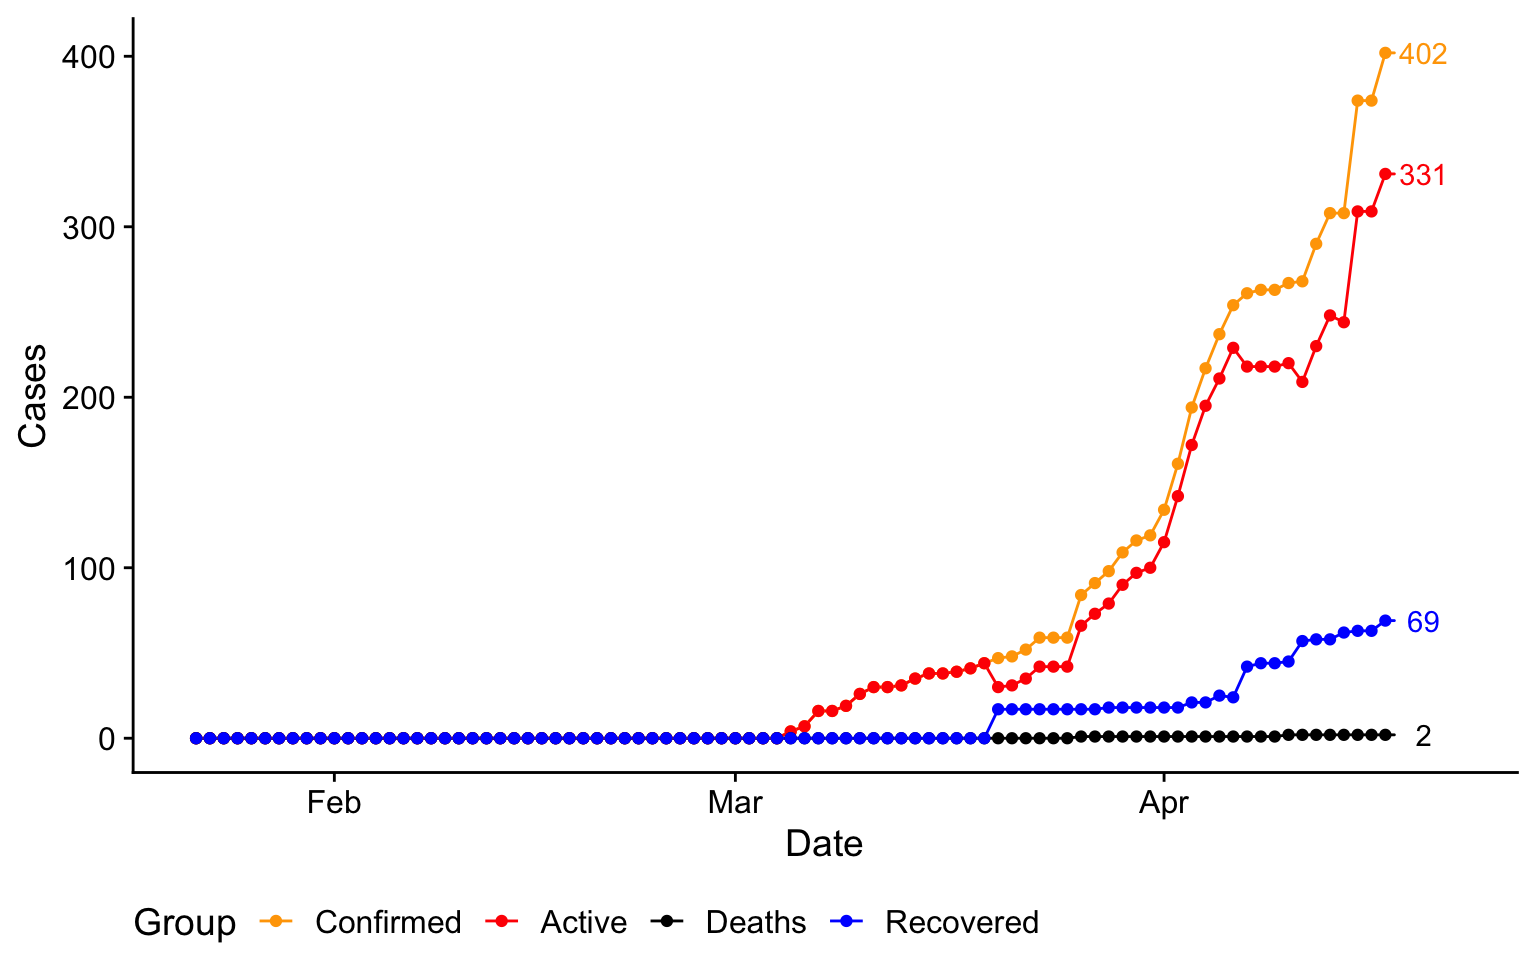 400
300
200
100
0
Cases
402
331
69
2
Feb Mar Apr
Date
Group Confirmed Active Deaths Recovered